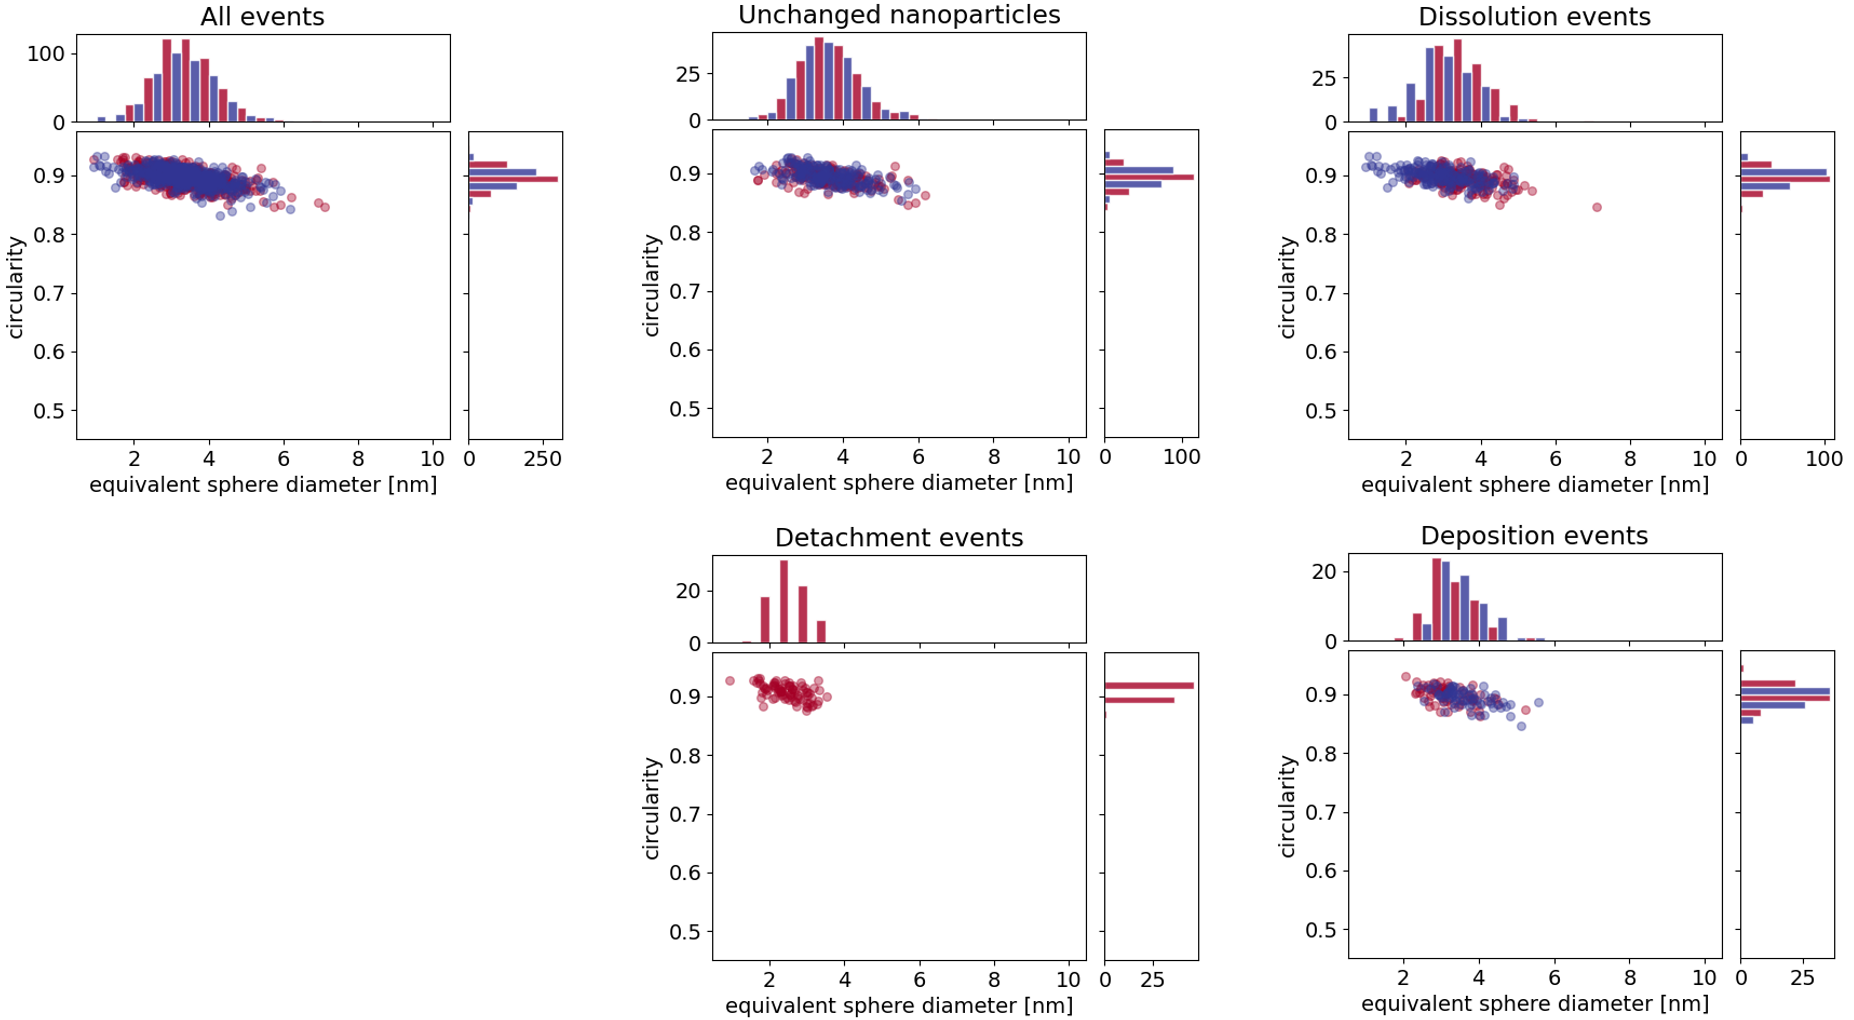 All events
100
0
0.9
0.8
0.7
0.6
0.5
circularity
2 4 6 8 10
0 250
equivalent sphere diameter [nm]
Unchanged nanoparticles
25
0
0.9
0.8
0.7
0.6
0.5
circularity
2 4 6 8 10
0 100
equivalent sphere diameter [nm]
Dissolution events
25
0
0.9
0.8
0.7
0.6
0.5
circularity
2 4 6 8 10
0 100
equivalent sphere diameter [nm]
Detachment events
20
0
0.9
0.8
0.7
0.6
0.5
circularity
2 4 6 8 10
0 25
equivalent sphere diameter [nm]
Deposition events
20
0
0.9
0.8
0.7
0.6
0.5
circularity
2 4 6 8 10
0 25
equivalent sphere diameter [nm]